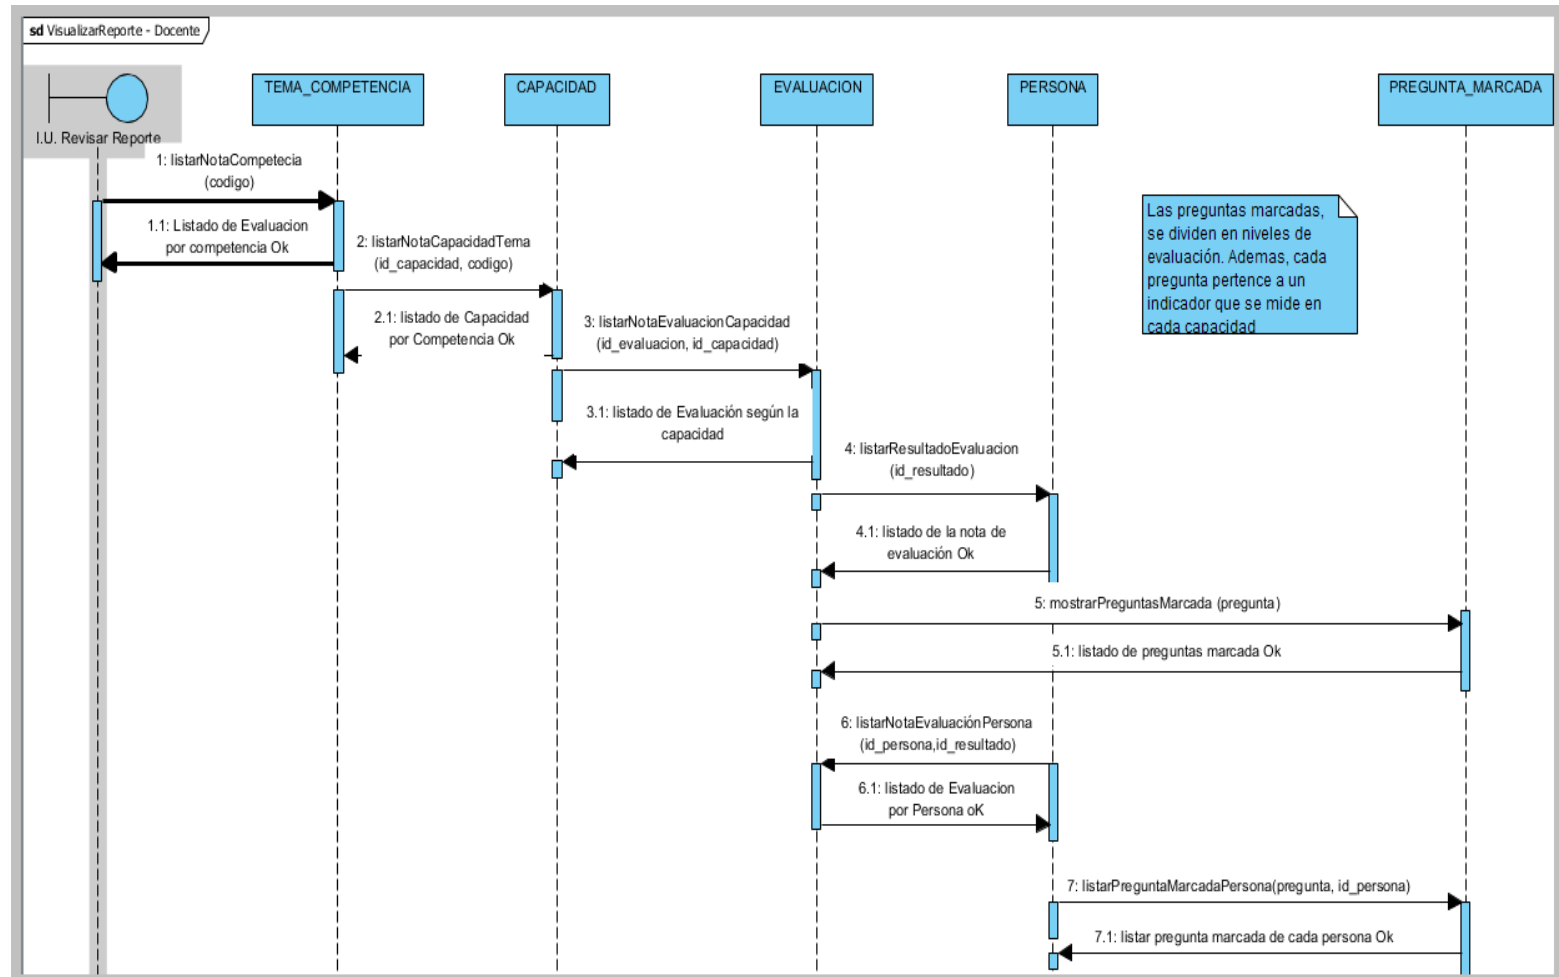 sd VisualizarReporte - Docente
I.U. Revisar Reporte
TEMA_COMPETENCIA
CAPACIDAD
EVALUACION
PERSONA
PREGUNTA_MARCADA
1: listarNotaCompetecia
(codigo)
1.1: Listado de Evaluacion
por competencia Ok
2: listarNotaCapacidadTema
(id_capacidad, codigo)
2.1: listado de Capacidad
por Competencia Ok
3: listarNotaEvaluacionCapacidad
(id_evaluacion, id_capacidad)
3.1: listado de Evaluación según la
capacidad
Las preguntas marcadas,
se dividen en niveles de
evaluación. Ademas, cada
pregunta pertence a un
indicador que se mide en
cada capacidad
4: listarResultadoEvaluacion
(id_resultado)
4.1: listado de la nota de
evaluación Ok
5: mostrarPreguntasMarcada (pregunta)
5.1: listado de preguntas marcada Ok
6: listarNotaEvaluaciónPersona
(id_persona,id_resultado)
6.1: listado de Evaluacion
por Persona oK
7: listarPreguntaMarcadaPersona(pregunta, id_persona)
7.1: listar pregunta marcada de cada persona Ok